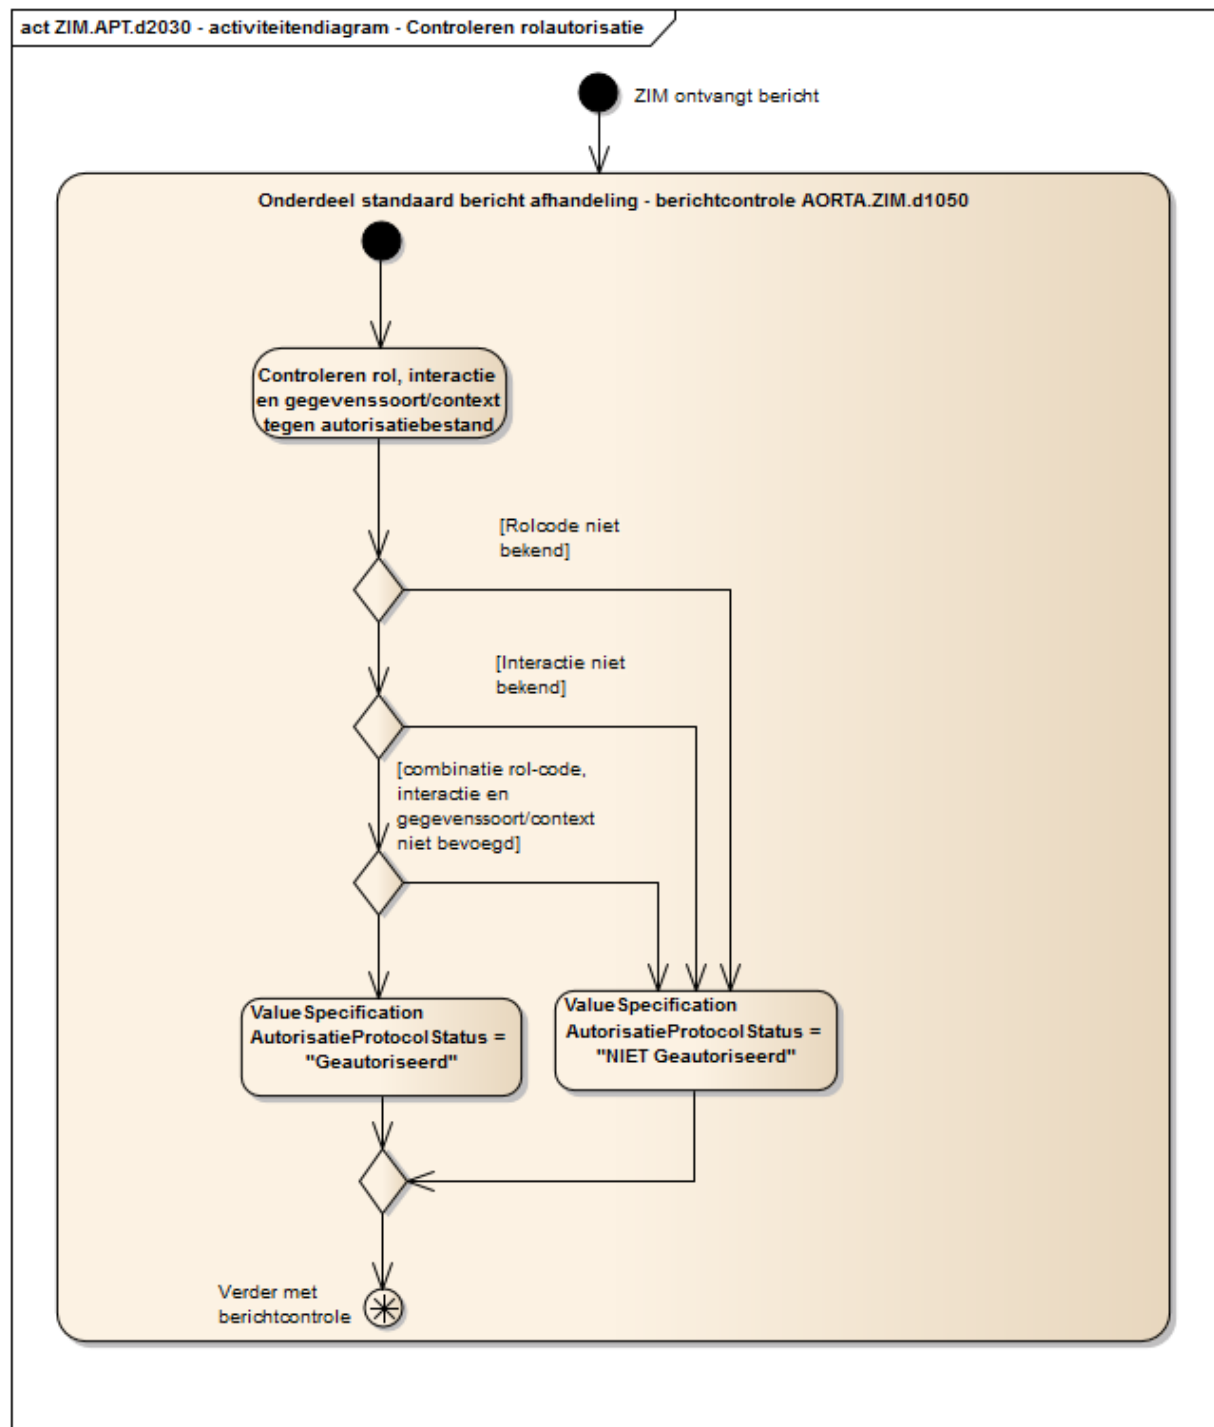 act ZIM.APT.d2030 - activiteitendiagram - Controleren rolautorisatie
ZIM ontvangt bericht
Onderdeel standaard bericht afhandeling - berichtcontrole AORTA.ZIM.d1050
Controleren rol, interactie
en gegevenssoort/context
tegen autorisatiebestand
[Rolcode niet
bekend]
[Interactie niet
bekend]
[combinatie rol-code,
interactie en
gegevenssoort/context
niet bevoegd]
ValueSpecification
AutorisatieProtocolStatus =
"Geautoriseerd"
ValueSpecification
AutorisatieProtocolStatus =
"NIET Geautoriseerd"
Verder met
berichtcontrole